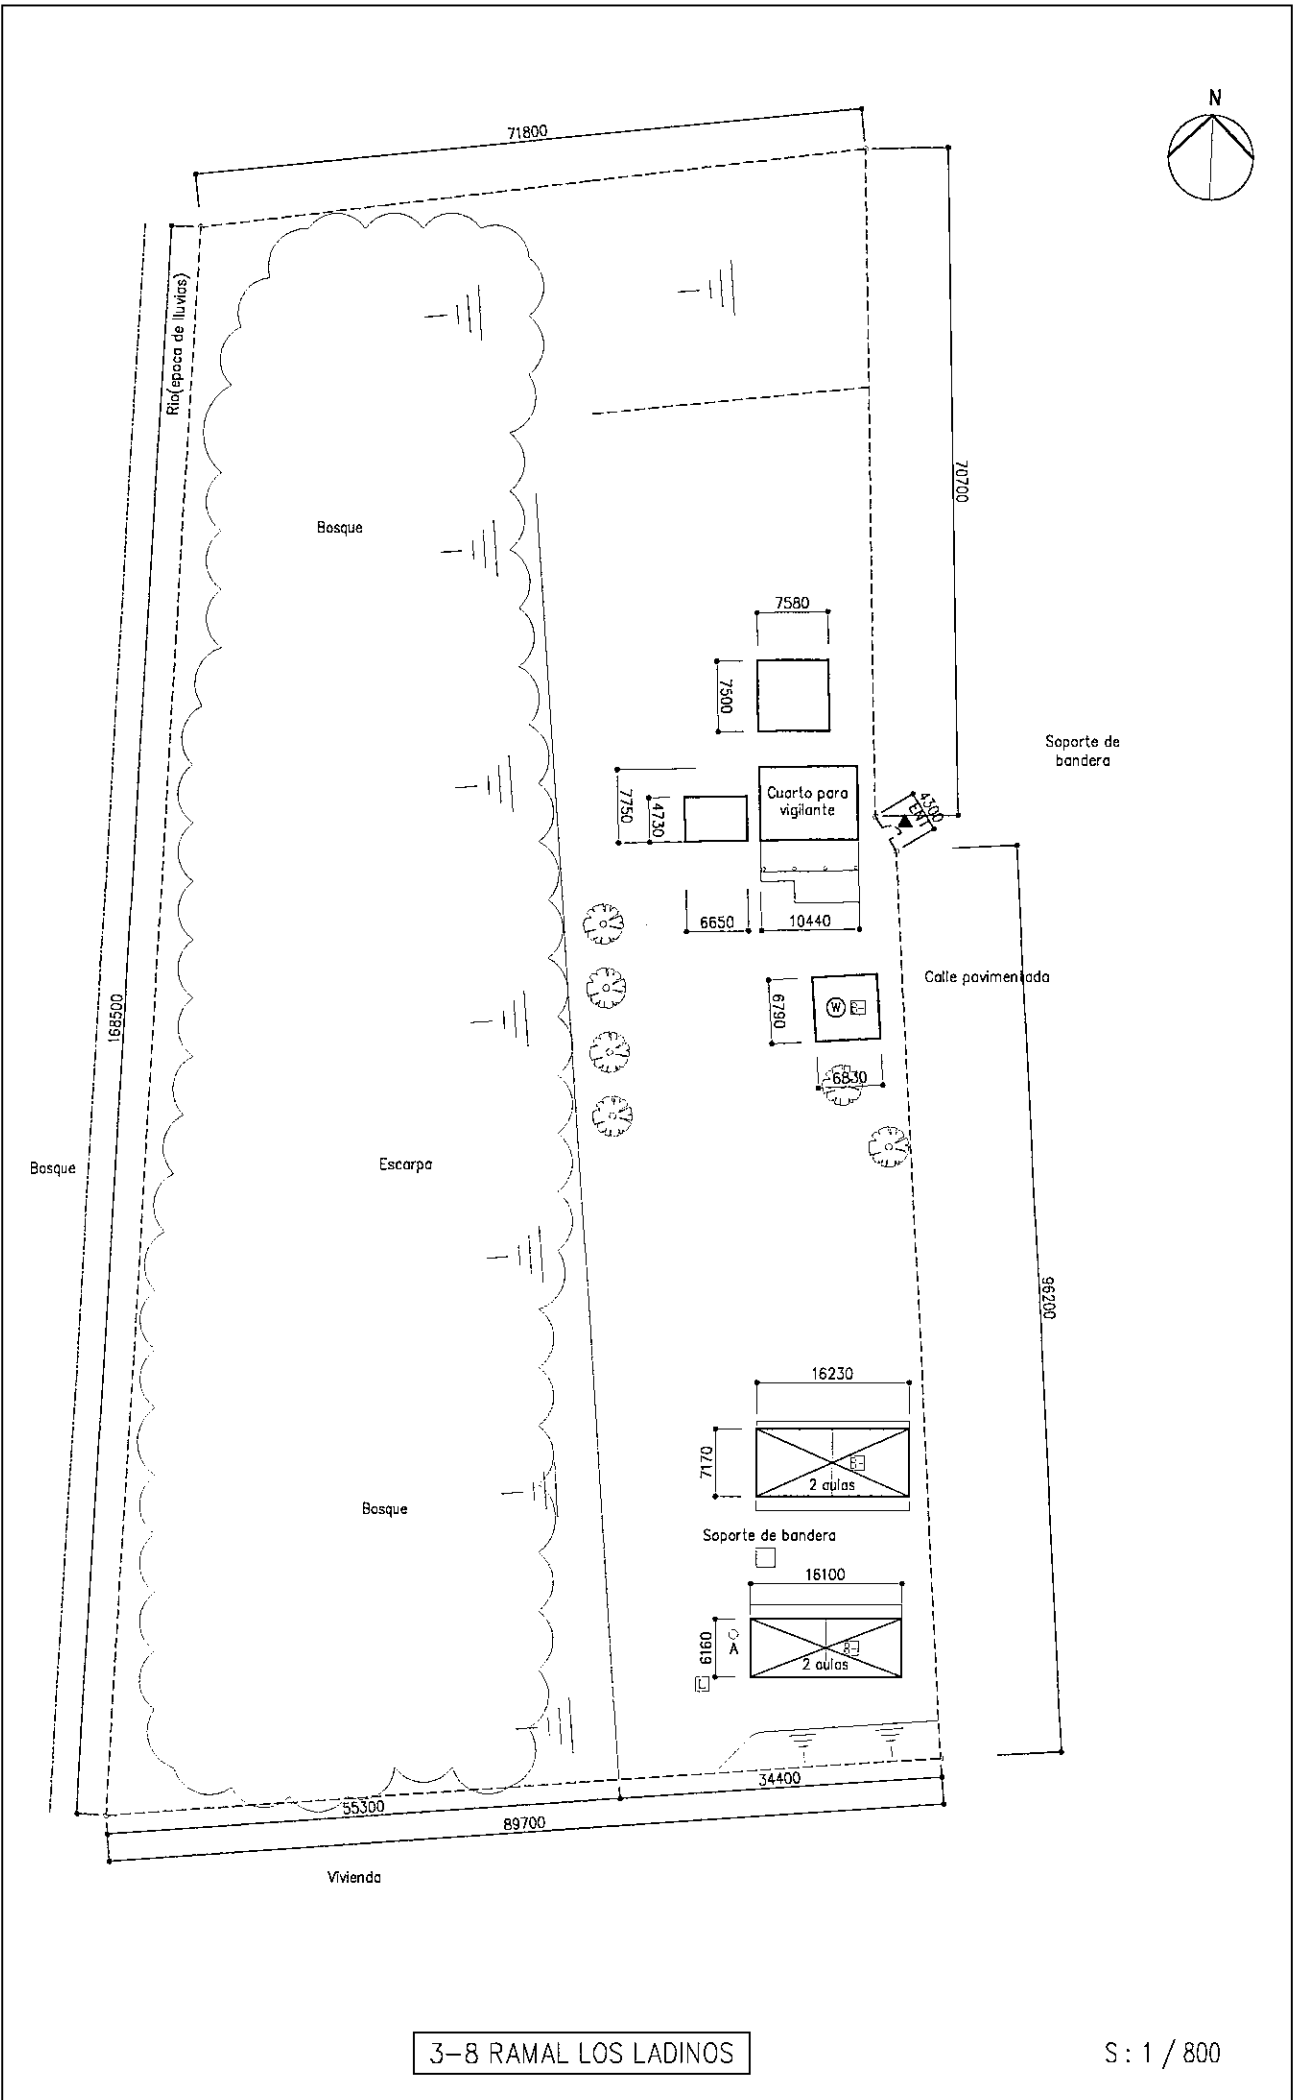 N
71800
Rio(epoca de lluvias)
70700
Bosque
7580
7500
Soporte de
bandera
Cuarto para
vigilante
7750
4730
4300
ENT
6650
10440
Calle pavimentada
6790
W
B-
6830
168500
Bosque
Escarpa
96200
16230
7170
B-
2 aulas
Bosque
Soporte de bandera
16100
6160
A
B-
2 aulas
L
34400
55300
89700
Vivienda
3-8 RAMAL LOS LADINOS
S : 1 / 800